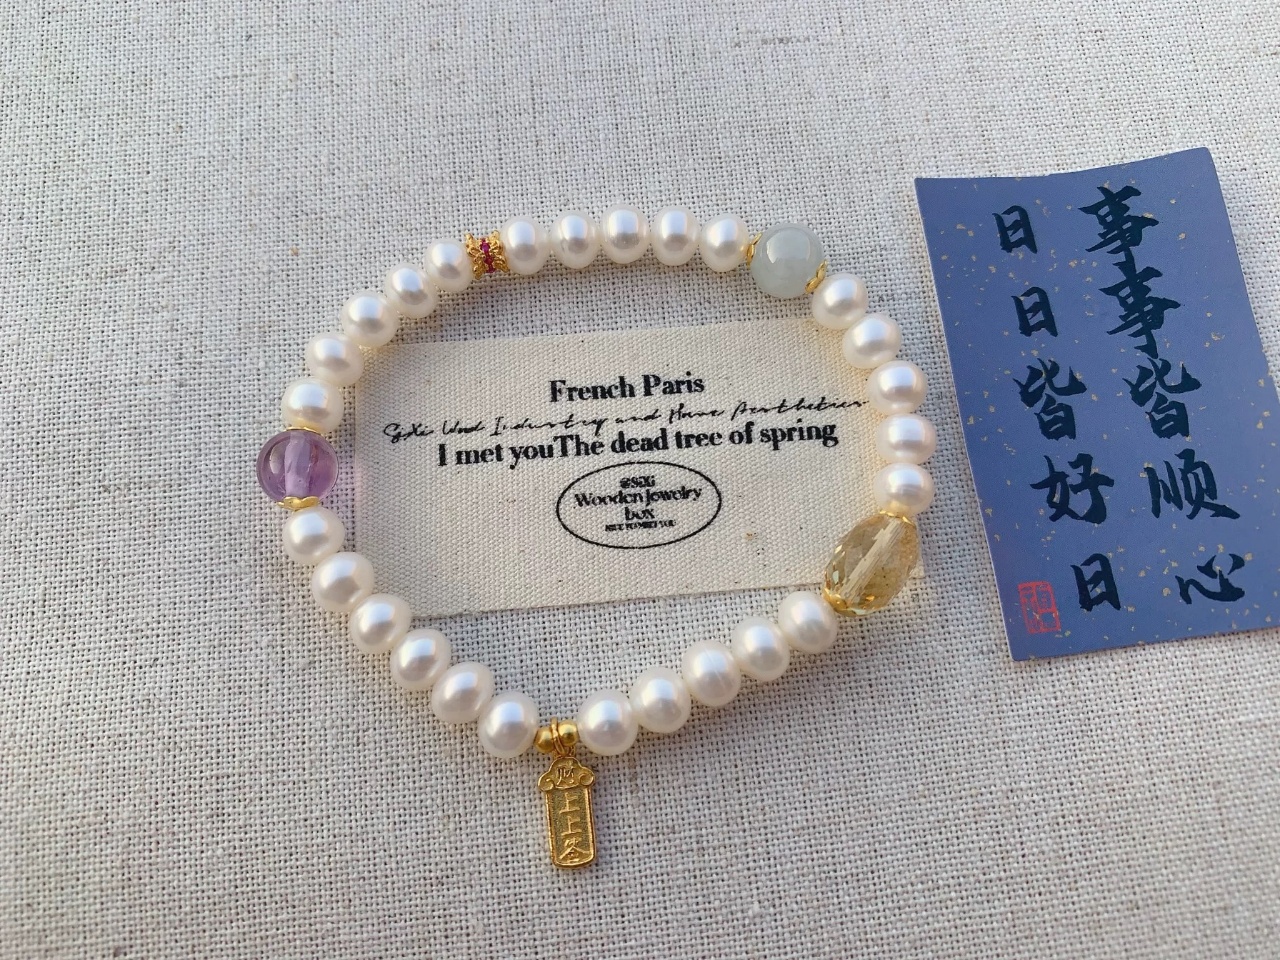 French Paris
I met youThe dead tree of spring
Wooden Jewelry
box
事事皆顺心
日日皆好日
上上签